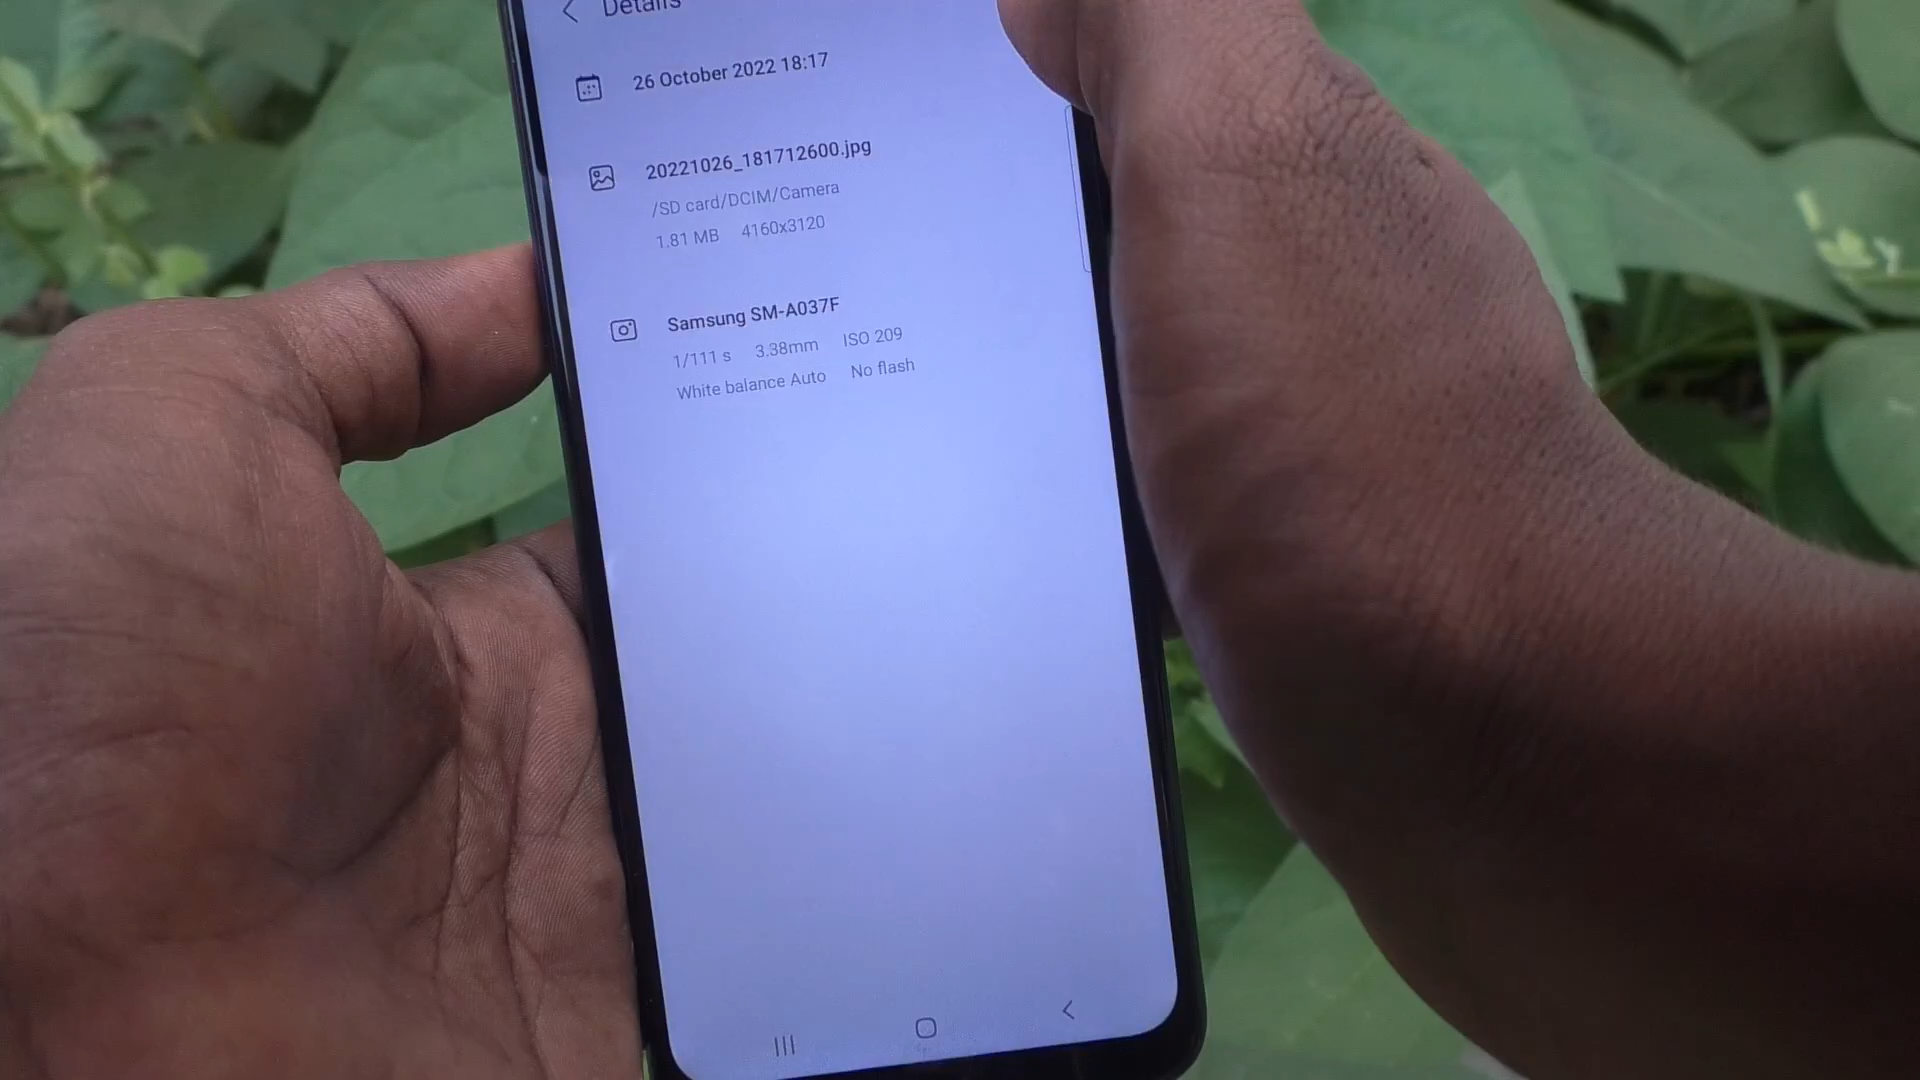 Details
26 October 2022 18:17
20221026_181712600.jpg
/SD card/DCIM/Camera
1.81 MB 4160x3120
Samsung SM-A037F
1/111 s 3.38mm ISO 209
White balance Auto No flash